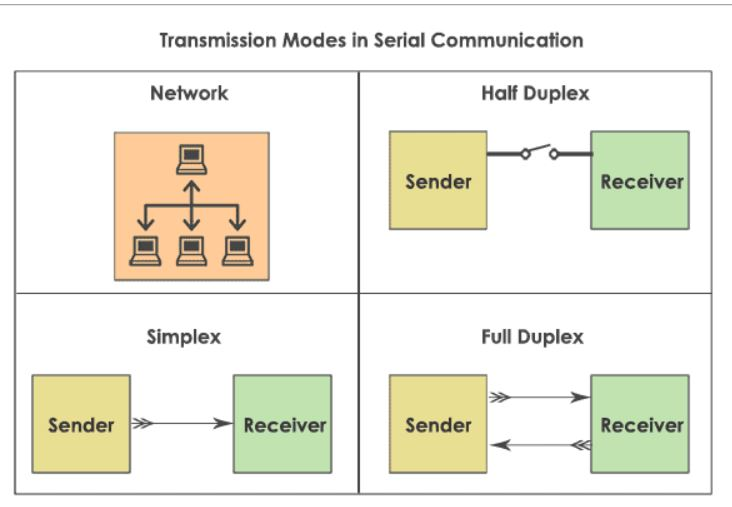 Transmission Modes in Serial Communication
Network
Half Duplex
Sender
Receiver
Simplex
Sender
Receiver
Full Duplex
Sender
Receiver